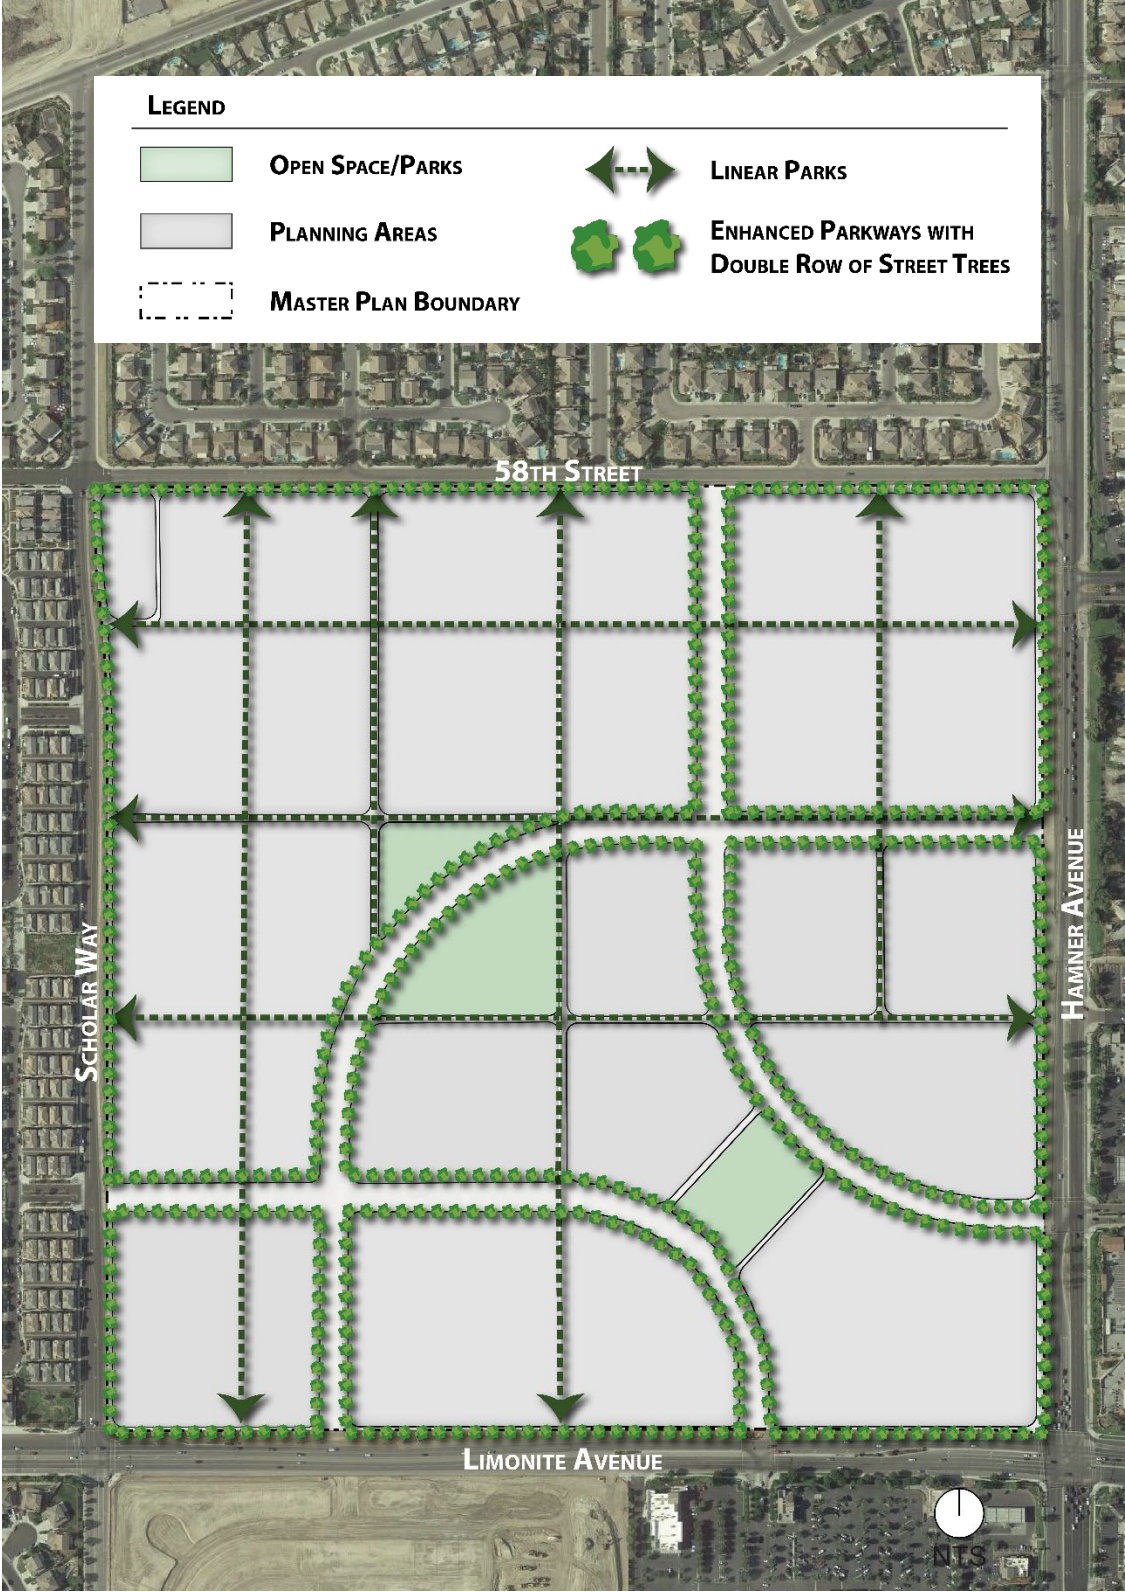 LEGEND
OPEN SPACE/PARKS
PLANNING AREAS
MASTER PLAN BOUNDARY
LINEAR PARKS
ENHANCED PARKWAYS WITH
DOUBLE ROW OF STREET TREES
58TH STREET
SCHOLAR WAY
HAMNER AVENUE
LIMONITE AVENUE
NTS